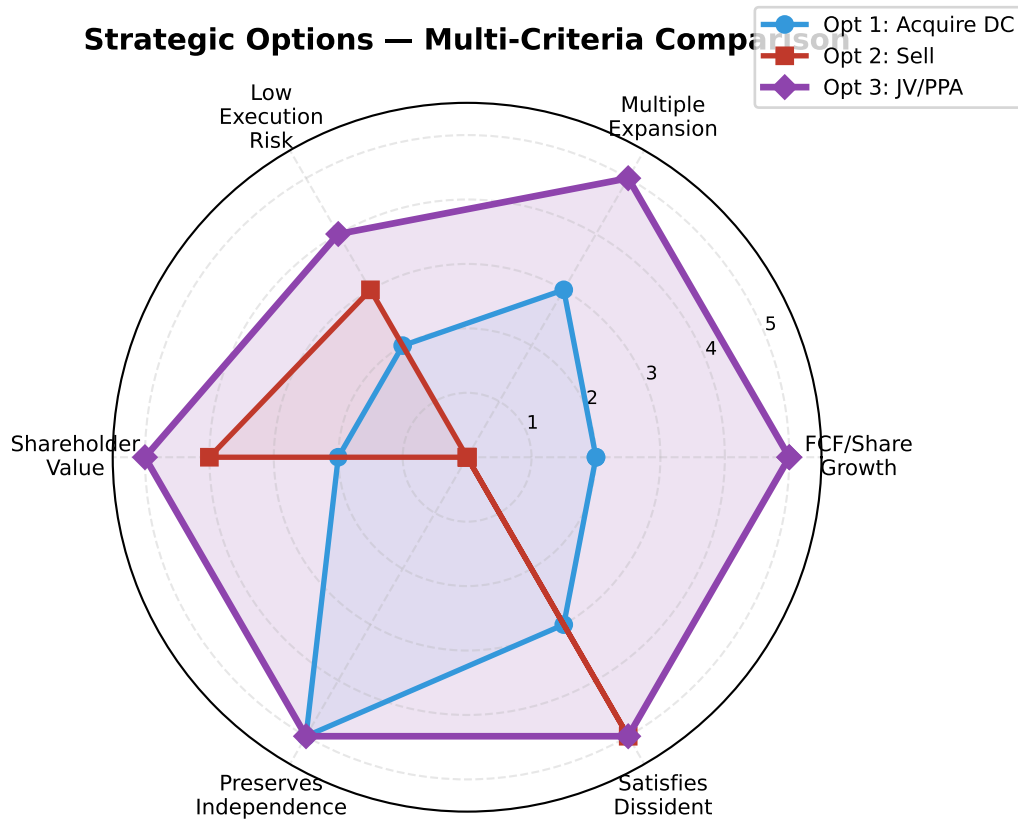 Strategic Options — Multi-Criteria Comparison
Opt 1: Acquire DC
Opt 2: Sell
Opt 3: JV/PPA
Low
Execution
Risk
Multiple
Expansion
5
4
3
2
1
Shareholder
Value
FCF/Share
Growth
Preserves
Independence
Satisfies
Dissident